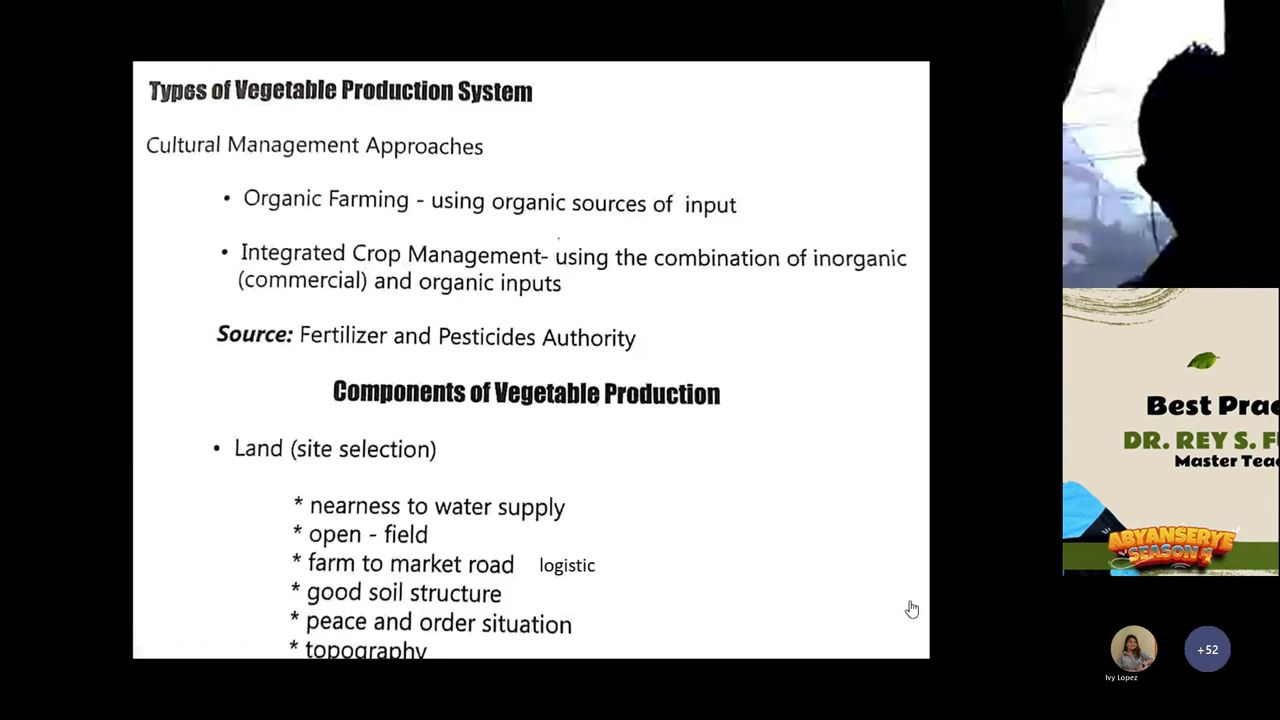 Types of Vegetable Production System
Cultural Management Approaches
• Organic Farming - using organic sources of input
• Integrated Crop Management- using the combination of inorganic
(commercial) and organic inputs
Source: Fertilizer and Pesticides Authority
Components of Vegetable Production
• Land (site selection)
* nearness to water supply
* open - field
* farm to market road logistic
* good soil structure
* peace and order situation
* topography
Best Prac
DR. REY S. F
Master Tea
ABYANSERYE
SEASON 4
Ivy Lopez
+52